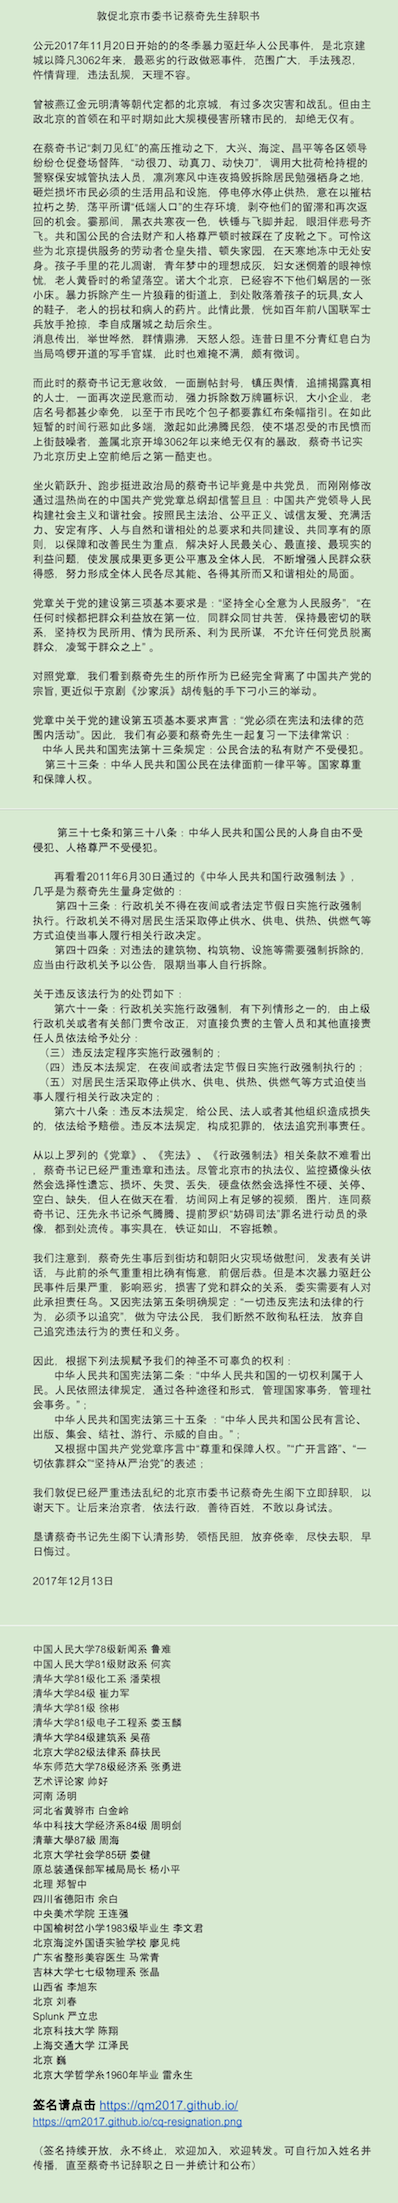 敦促北京市委书记蔡奇先生辞职书
公元2017年11月20日开始的的冬季暴力驱赶华人公民事件，是北京建
城以降凡3062年来，最恶劣的行政做恶事件，范围广大，手法残忍，
忤情背理，违法乱规，天理不容。
曾被燕辽金元明清等朝代定都的北京城，有过多次灾害和战乱。但由主
政北京的首领在和平时期如此大规模侵害所辖市民的，却绝无仅有。
在蔡奇书记“刺刀见红”的高压推动之下，大兴、海淀、昌平等各区领导
纷纷仓促登场督阵，“动很刀、动真刀、动快刀”，调用大批荷枪持棍的
警察保安城管执法人员，凛冽寒风中连夜捣毁拆除居民勉强栖身之地，
砸烂损坏市民必须的生活用品和设施，停电停水停止供热，意在以摧枯
拉朽之势，荡平所谓“低端人口”的生存环境，剥夺他们的留滞和再次返
回的机会。霎那间，黑衣共寒夜一色，铁锤与飞脚并起，眼泪伴悲号齐
飞。共和国公民的合法财产和人格尊严顿时被踩在了皮靴之下。可怜这
些为北京提供服务的劳动者仓皇失措、顿失家园，在天寒地冻中无处安
身。孩子手里的花儿凋谢，青年梦中的理想成灰，妇女迷惘着的眼神惊
慌，老人黄昏时的希望落空。诺大个北京，已经容不下他们蜗居的一张
小床。暴力拆除产生一片狼藉的街道上，到处散落着孩子的玩具,女人
的鞋子，老人的拐杖和病人的药片。此情此景，恍如百年前八国联军士
兵放手抢掠，李自成屠城之劫后余生。
消息传出，举世哗然，群情鼎沸，天怒人怨。连昔日里不分青红皂白为
当局鸣锣开道的写手官媒，此时也难掩不满，颇有微词。
而此时的蔡奇书记无意收敛，一面删帖封号，镇压舆情，追捕揭露真相
的人士，一面再次逆民意而动，强力拆除数万牌匾标识，大小企业，老
店名号都甚少幸免，以至于市民吃个包子都要靠红布条幅指引。在如此
短暂的时间行恶如此多端，激起如此沸腾民怨，使不堪忍受的市民愤而
上街鼓噪者，盖属北京开埠3062年以来绝无仅有的暴政，蔡奇书记实
乃北京历史上空前绝后之第一酷吏也。
坐火箭跃升、跑步挺进政治局的蔡奇书记毕竟是中共党员，而刚刚修改
通过温热尚在的中国共产党党章总纲却信誓旦旦：中国共产党领导人民
构建社会主义和谐社会。按照民主法治、公平正义、诚信友爱、充满活
力、安定有序、人与自然和谐相处的总要求和共同建设、共同享有的原
则，以保障和改善民生为重点，解决好人民最关心、最直接、最现实的
利益问题，使发展成果更多更公平惠及全体人民，不断增强人民群众获
得感，努力形成全体人民各尽其能、各得其所而又和谐相处的局面。
党章关于党的建设第三项基本要求是：“坚持全心全意为人民服务”，“在
任何时候都把群众利益放在第一位，同群众同甘共苦，保持最密切的联
系，坚持权为民所用、情为民所系、利为民所谋，不允许任何党员脱离
群众，凌驾于群众之上” 。
对照党章，我们看到蔡奇先生的所作所为已经完全背离了中国共产党的
宗旨, 更近似于京剧《沙家浜》胡传魁的手下刁小三的举动。
党章中关于党的建设第五项基本要求声言：“党必须在宪法和法律的范
围内活动”。因此，我们有必要和蔡奇先生一起复习一下法律常识：
中华人民共和国宪法第十三条规定：公民合法的私有财产不受侵犯。
第三十三条：中华人民共和国公民在法律面前一律平等。国家尊重
和保障人权。
第三十七条和第三十八条：中华人民共和国公民的人身自由不受
侵犯、人格尊严不受侵犯。
再看看2011年6月30日通过的《中华人民共和国行政强制法 》，
几乎是为蔡奇先生量身定做的：
第四十三条：行政机关不得在夜间或者法定节假日实施行政强制
执行。行政机关不得对居民生活采取停止供水、供电、供热、供燃气等
方式迫使当事人履行相关行政决定。
第四十四条：对违法的建筑物、构筑物、设施等需要强制拆除的，
应当由行政机关予以公告，限期当事人自行拆除。
关于违反该法行为的处罚如下：
第六十一条：行政机关实施行政强制，有下列情形之一的，由上级
行政机关或者有关部门责令改正，对直接负责的主管人员和其他直接责
任人员依法给予处分：
（三）违反法定程序实施行政强制的；
（四）违反本法规定，在夜间或者法定节假日实施行政强制执行的；
（五）对居民生活采取停止供水、供电、供热、供燃气等方式迫使当
事人履行相关行政决定的；
第六十八条：违反本法规定，给公民、法人或者其他组织造成损失
的，依法给予赔偿。违反本法规定，构成犯罪的，依法追究刑事责任。
从以上罗列的《党章》、《宪法》、《行政强制法》相关条款不难看出
，蔡奇书记已经严重违章和违法。尽管北京市的执法仪、监控摄像头依
然会选择性遗忘、损坏、失灵、丢失，硬盘依然会选择性不硬、关停、
空白、缺失，但人在做天在看，坊间网上有足够的视频，图片，连同蔡
奇书记、汪先永书记杀气腾腾、提前罗织“妨碍司法”罪名进行动员的录
像，都到处流传。事实具在，铁证如山，不容抵赖。
我们注意到，蔡奇先生事后到街坊和朝阳火灾现场做慰问，发表有关讲
话，与此前的杀气重重相比确有悔意，前倨后恭。但是本次暴力驱赶公
民事件后果严重，影响恶劣，损害了党和群众的关系，委实需要有人对
此承担责任乌。又因宪法第五条明确规定：“一切违反宪法和法律的行
为，必须予以追究”，做为守法公民，我们断然不敢徇私枉法，放弃自
己追究违法行为的责任和义务。
因此，根据下列法规赋予我们的神圣不可辜负的权利：
中华人民共和国宪法第二条：“中华人民共和国的一切权利属于人
民。人民依照法律规定，通过各种途径和形式，管理国家事务，管理社
会事务。”；
中华人民共和国宪法第三十五条 ：“中华人民共和国公民有言论、
出版、集会、结社、游行、示威的自由。”；
又根据中国共产党党章序言中“尊重和保障人权。”“广开言路”、“一
切依靠群众”“坚持从严治党”的表述；
我们敦促已经严重违法乱纪的北京市委书记蔡奇先生阁下立即辞职，以
谢天下。让后来治京者，依法行政，善待百姓，不敢以身试法。
恳请蔡奇书记先生阁下认清形势，领悟民胆，放弃侥幸，尽快去职，早
日悔过。
2017年12月13日
中国人民大学78级新闻系 鲁难
中国人民大学81级财政系 何宾
清华大学81级化工系 潘荣根
清华大学84级 崔力军
清华大学81级 徐彬
清华大学81级电子工程系 娄玉麟
清华大学84级建筑系 吴蓓
北京大学82级法律系 薛扶民
华东师范大学78级经济系 张勇进
艺术评论家 帅好
河南 汤明
河北省黄骅市 白金岭
华中科技大学经济系84级 周明剑
清華大學87級 周海
北京大学社会学85研 娄健
原总装通保部军械局局长 杨小平
北理 郑智中
四川省德阳市 余白
中央美术学院 王连强
中国榆树岔小学1983级毕业生 李文君
北京海淀外国语实验学校 廖见纯
广东省整形美容医生 马常青
吉林大学七七级物理系 张晶
山西省 李旭东
北京 刘春
Splunk 严立忠
北京科技大学 陈翔
上海交通大学 江泽民
北京 巍
北京大学哲学糸1960年毕业 雷永生
签名请点击 https://qm2017.github.io/
https://qm2017.github.io/cq-resignation.png
（签名持续开放，永不终止，欢迎加入，欢迎转发。可自行加入姓名并
传播，直至蔡奇书记辞职之日一并统计和公布）